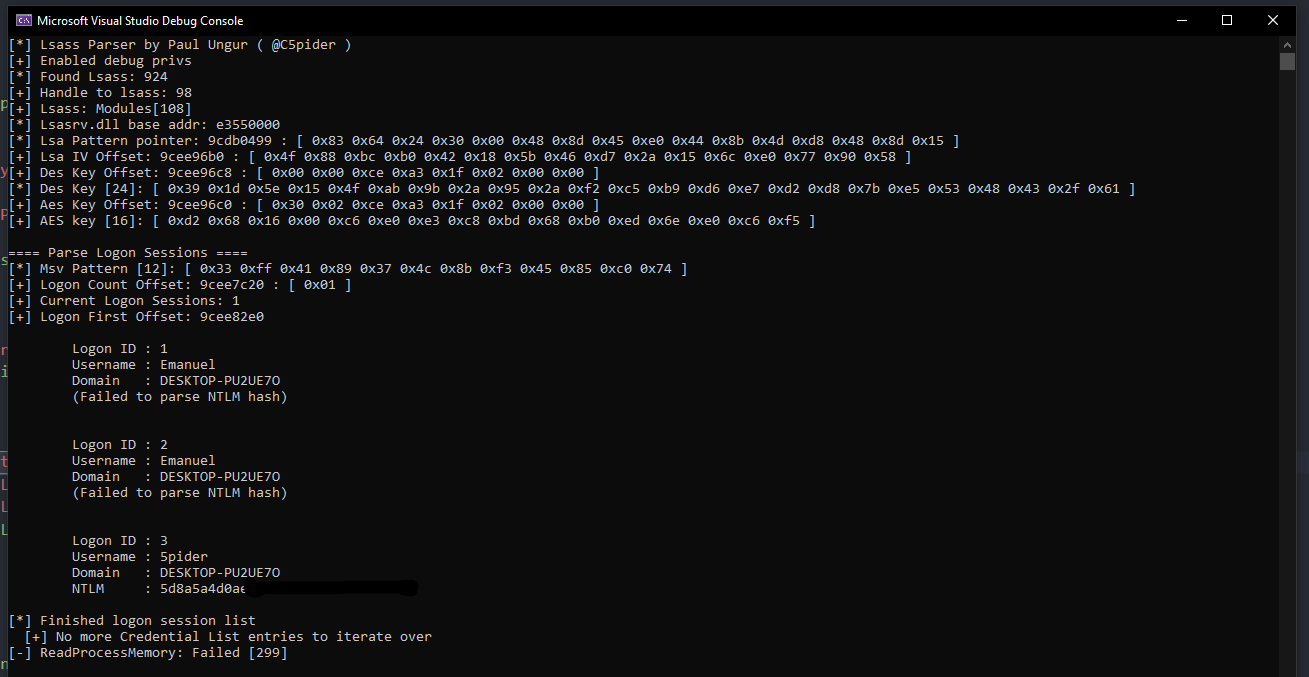 Microsoft Visual Studio Debug Console
[*] Lsass Parser by Paul Ungur ( @C5pider )
[+] Enabled debug privs
[*] Found Lsass: 924
[+] Handle to lsass: 98
[+] Lsass: Modules[108]
[*] Lsasrv.dll base addr: e3550000
[*] Lsa Pattern pointer: 9cdb0499 : [ 0x83 0x64 0x24 0x30 0x00 0x48 0x8d 0x45 0xe0 0x44 0x8b 0x4d 0xd8 0x48 0x8d 0x15 ]
[+] Lsa IV Offset: 9cee96b0 : [ 0x4f 0x88 0xbc 0xb0 0x42 0x18 0x5b 0x46 0xd7 0x2a 0x15 0x6c 0xe0 0x77 0x90 0x58 ]
[+] Des Key Offset: 9cee96c8 : [ 0x00 0x00 0xce 0xa3 0x1f 0x02 0x00 0x00 ]
[*] Des Key [24]: [ 0x39 0x1d 0x5e 0x15 0x4f 0xab 0x9b 0x2a 0x95 0x2a 0xf2 0xc5 0xb9 0xd6 0xe7 0xd2 0xd8 0x7b 0xe5 0x53 0x48 0x43 0x2f 0x61 ]
[+] Aes Key Offset: 9cee96c0 : [ 0x30 0x02 0xce 0xa3 0x1f 0x02 0x00 0x00 ]
[+] AES key [16]: [ 0xd2 0x68 0x16 0x00 0xc6 0xe0 0xe3 0xc8 0xbd 0x68 0xb0 0xed 0x6e 0xe0 0xc6 0xf5 ]
==== Parse Logon Sessions ====
[*] Msv Pattern [12]: [ 0x33 0xff 0x41 0x89 0x37 0x4c 0x8b 0xf3 0x45 0x85 0xc0 0x74 ]
[+] Logon Count Offset: 9cee7c20 : [ 0x01 ]
[+] Current Logon Sessions: 1
[+] Logon First Offset: 9cee82e0
Logon ID : 1
Username : Emanuel
Domain   : DESKTOP-PU2UE7O
(Failed to parse NTLM hash)
Logon ID : 2
Username : Emanuel
Domain   : DESKTOP-PU2UE7O
(Failed to parse NTLM hash)
Logon ID : 3
Username : 5pider
Domain   : DESKTOP-PU2UE7O
NTLM     : 5d8a5a4d0ae
[*] Finished logon session list
[+] No more Credential List entries to iterate over
[-] ReadProcessMemory: Failed [299]